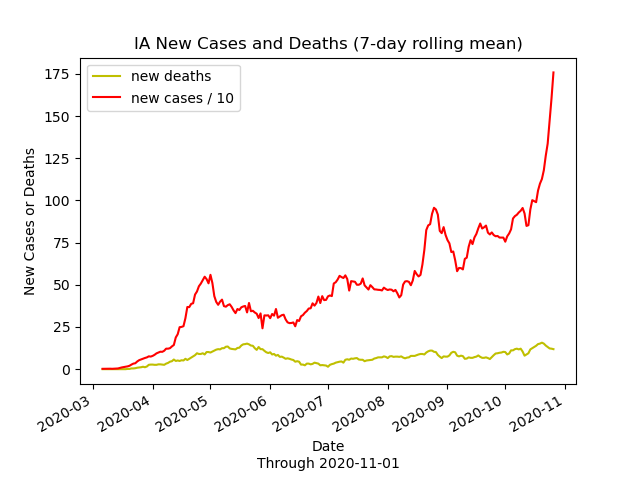 IA New Cases and Deaths (7-day rolling mean)
new deaths
new cases / 10
New Cases or Deaths
175
150
125
100
75
50
25
0
2020-03
2020-04
2020-05
2020-06
2020-07
2020-08
2020-09
2020-10
2020-11
Date
Through 2020-11-01